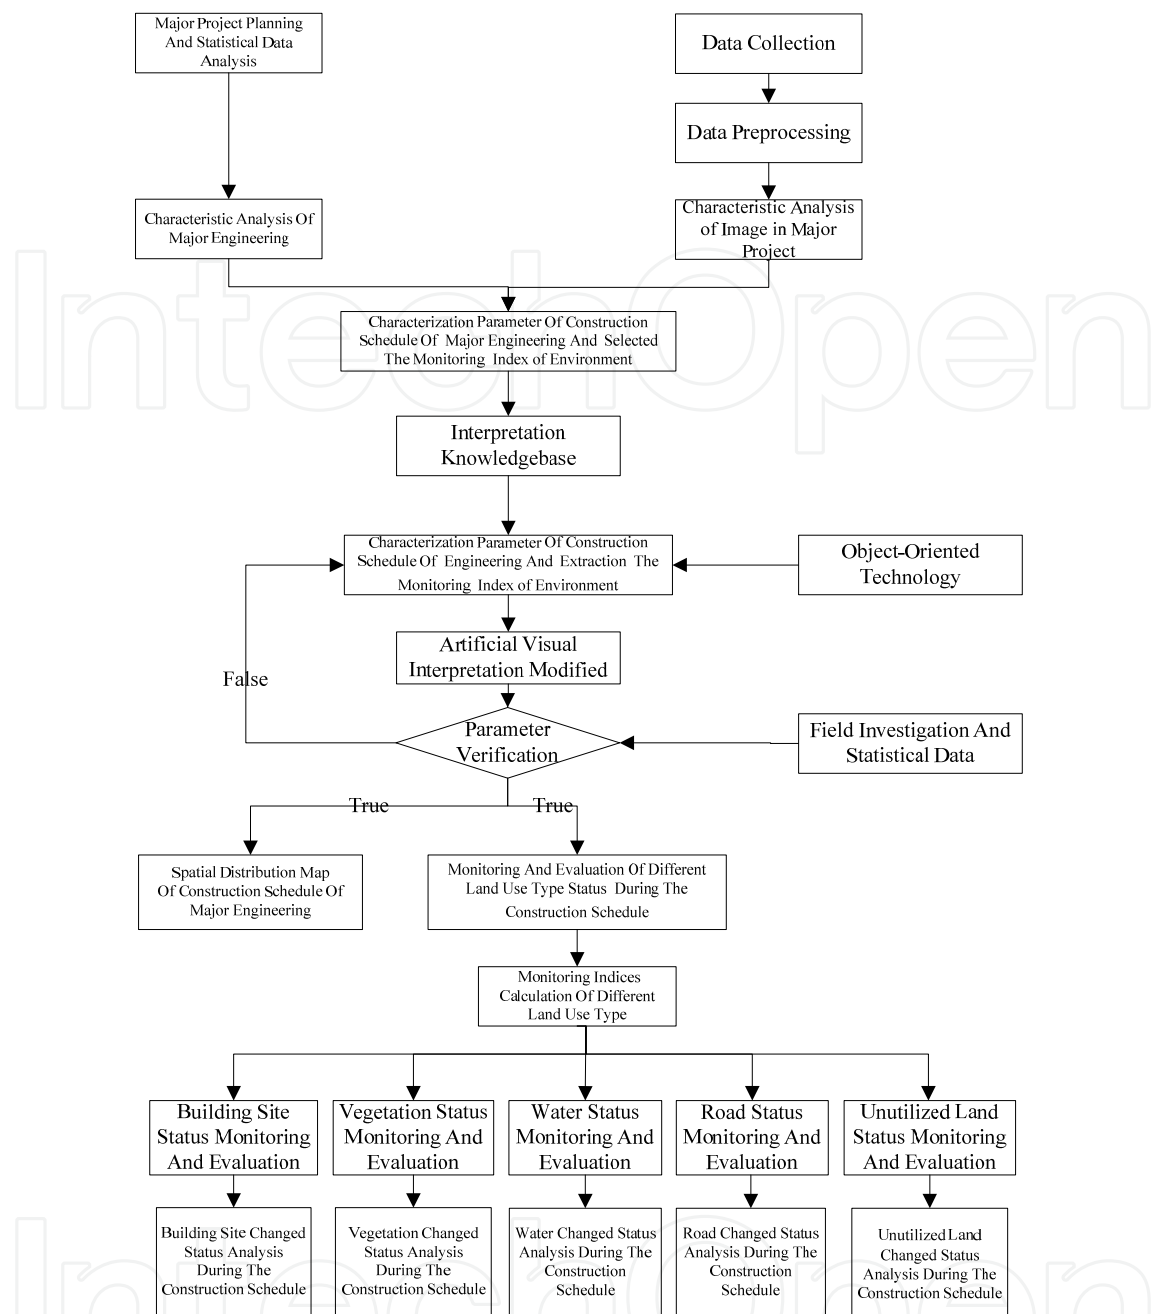 Major Project Planning
And Statistical Data
Analysis
Data Collection
Data Preprocessing
Characteristic Analysis Of
Major Engineering
Characteristic Analysis
of Image in Major
Project
IntechOpen
Characterization Parameter Of Construction
Schedule Of Major Engineering And Selected
The Monitoring Index of Environment
Interpretation
Knowledgebase
Characterization Parameter Of Construction
Schedule Of Engineering And Extraction The
Monitoring Index of Environment
Object-Oriented
Technology
Artificial Visual
Interpretation Modified
False
Parameter
Verification
Field Investigation And
Statistical Data
True
True
Spatial Distribution Map
Of Construction Schedule Of
Major Engineering
Monitoring And Evaluation Of Different
Land Use Type Status During The
Construction Schedule
Monitoring Indices
Calculation Of Different
Land Use Type
Building Site
Status Monitoring
And Evaluation
Vegetation Status
Monitoring And
Evaluation
Water Status
Monitoring And
Evaluation
Road Status
Monitoring And
Evaluation
Unutilized Land
Status Monitoring
And Evaluation
Building Site Changed
Status Analysis
During The
Construction Schedule
Vegetation Changed
Status Analysis
During The
Construction Schedule
Water Changed Status
Analysis During The
Construction
Schedule
Road Changed Status
Analysis During The
Construction
Schedule
Unutilized Land
Changed Status
Analysis During The
Construction Schedule
IntechOpen